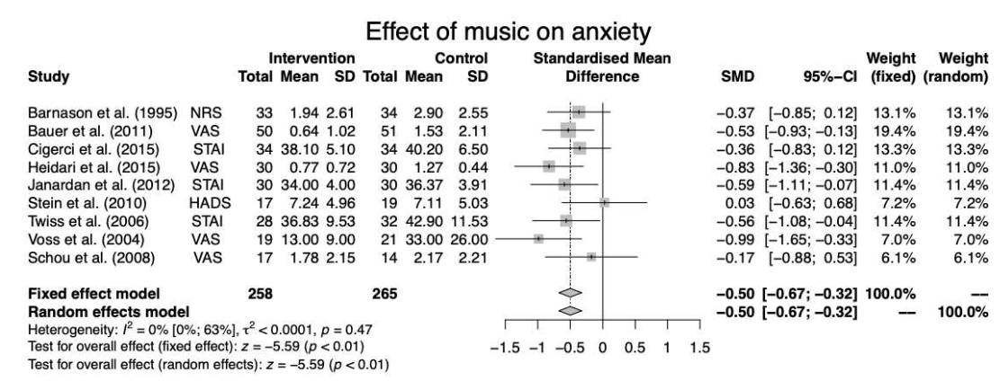 Effect of music on anxiety
Intervention Control Standardised Mean Weight Weight
Study Total Mean SD Total Mean SD Difference SMD 95%−CI (fixed) (random)
Barnason et al. (1995) NRS 33 1.94 2.61 34 2.90 2.55 −0.37 [−0.85; 0.12] 13.1% 13.1%
Bauer et al. (2011) VAS 50 0.64 1.02 51 1.53 2.11 −0.53 [−0.93; −0.13] 19.4% 19.4%
Cigerci et al. (2015) STAI 34 38.10 5.10 34 40.20 6.50 −0.36 [−0.83; 0.12] 13.3% 13.3%
Heidari et al. (2015) VAS 30 0.77 0.72 30 1.27 0.44 −0.83 [−1.36; −0.30] 11.0% 11.0%
Janardan et al. (2012) STAI 30 34.00 4.00 30 36.37 3.91 −0.59 [−1.11; −0.07] 11.4% 11.4%
Stein et al. (2010) HADS 17 7.24 4.96 19 7.11 5.03 0.03 [−0.63; 0.68] 7.2% 7.2%
Twiss et al. (2006) STAI 28 36.83 9.53 32 42.90 11.53 −0.56 [−1.08; −0.04] 11.4% 11.4%
Voss et al. (2004) VAS 19 13.00 9.00 21 33.00 26.00 −0.99 [−1.65; −0.33] 7.0% 7.0%
Schou et al. (2008) VAS 17 1.78 2.15 14 2.17 2.21 −0.17 [−0.88; 0.53] 6.1% 6.1%
Fixed effect model 258 265 −0.50 [−0.67; −0.32] 100.0% −−
Random effects model −0.50 [−0.67; −0.32] −− 100.0%
Heterogeneity: I² = 0% [0%; 63%], τ² < 0.0001, p = 0.47
Test for overall effect (fixed effect): z = −5.59 (p < 0.01)
−1.5 −1 −0.5 0 0.5 1 1.5
Test for overall effect (random effects): z = −5.59 (p < 0.01)